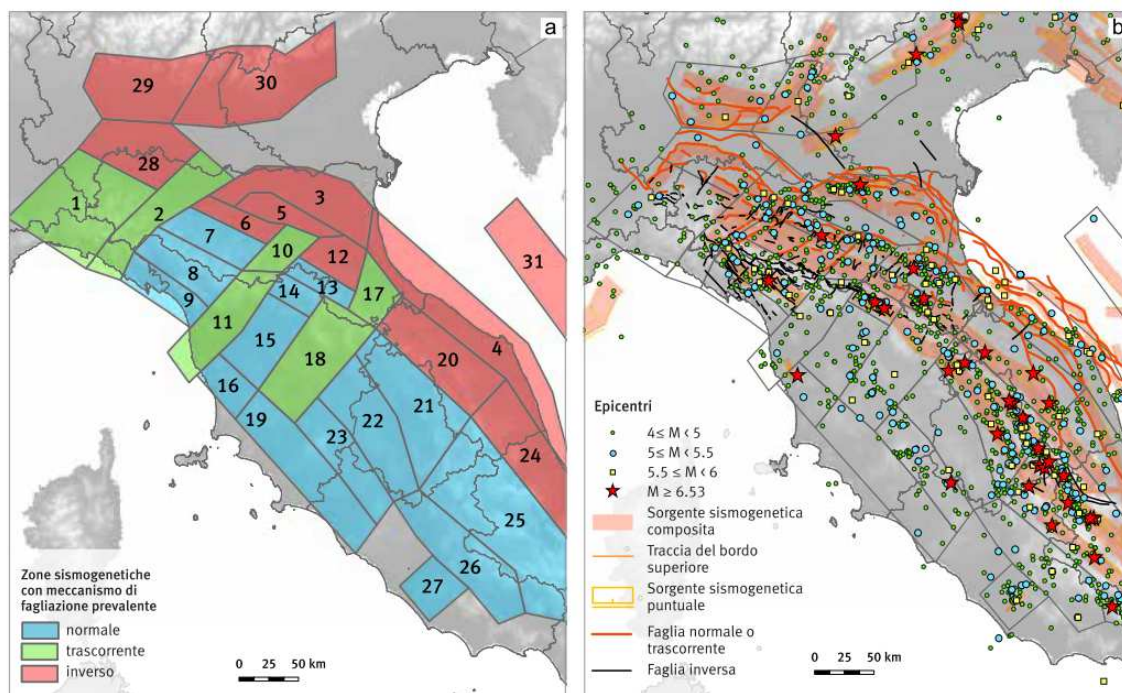 a
29
30
28
1
2
3
5
6
7
10
12
31
8
13
9
14
17
11
15
4
18
20
16
21
22
19
23
24
25
26
27
Zone sismogenetiche
con meccanismo di
fagliazione prevalente
normale
trascorrente
inverso
0 25 50 km
b
Epicentri
4≤ M < 5
5≤ M < 5.5
5.5 ≤ M < 6
M ≥ 6.53
Sorgente sismogenetica
composita
Traccia del bordo
superiore
Sorgente sismogenetica
puntuale
Faglia normale o
trascorrente
Faglia inversa
0 25 50 km